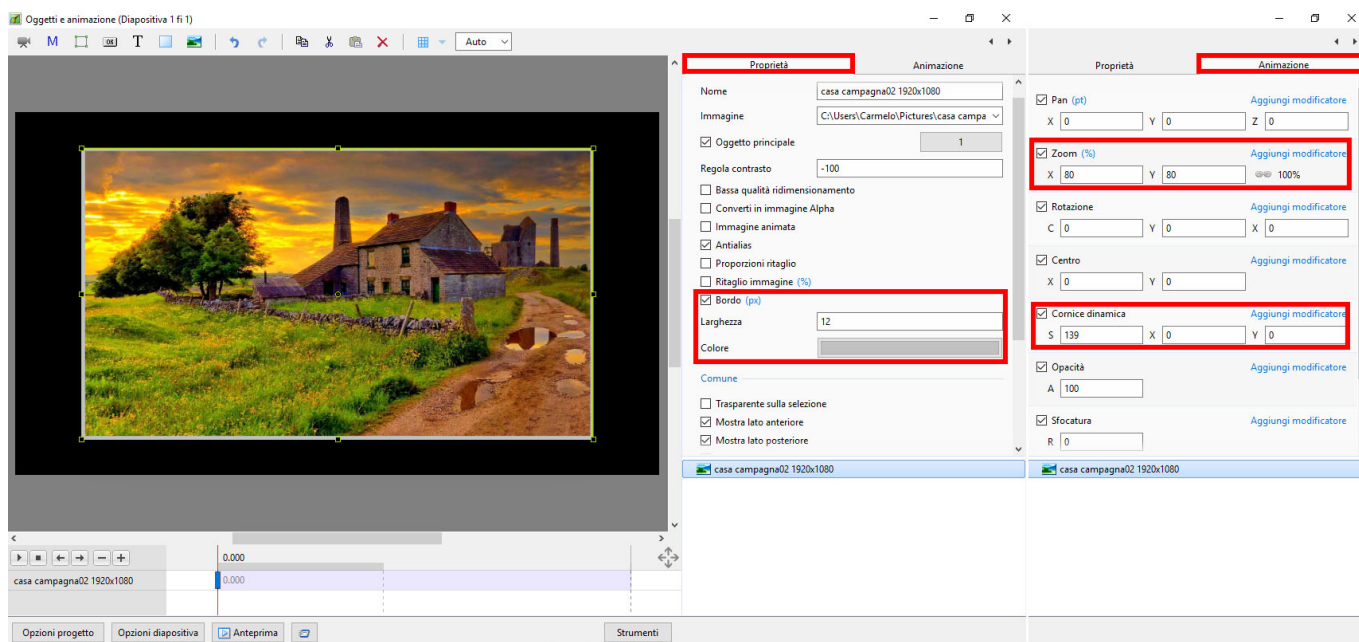 Oggetti e animazione (Diapositiva 1 fi 1)
M OK T Auto
Proprietà Animazione
Nome casa campagna02 1920x1080
Immagine C:\Users\Carmelo\Pictures\casa campa
Oggetto principale 1
Regola contrasto -100
Bassa qualità ridimensionamento
Converti in immagine Alpha
Immagine animata
Antialias
Proporzioni ritaglio
Ritaglio immagine (%)
Bordo (px)
Larghezza 12
Colore
Comune
Trasparente sulla selezione
Mostra lato anteriore
Mostra lato posteriore
casa campagna02 1920x1080
Proprietà Animazione
Pan (pt) Aggiungi modificatore
X 0 Y 0 Z 0
Zoom (%) Aggiungi modificatore
X 80 Y 80 100%
Rotazione Aggiungi modificatore
C 0 Y 0 X 0
Centro Aggiungi modificatore
X 0 Y 0
Cornice dinamica Aggiungi modificatore
S 139 X 0 Y 0
Opacità Aggiungi modificatore
A 100
Sfocatura Aggiungi modificatore
R 0
casa campagna02 1920x1080
0.000
casa campagna02 1920x1080 0.000
Opzioni progetto Opzioni diapositiva Anteprima Strumenti